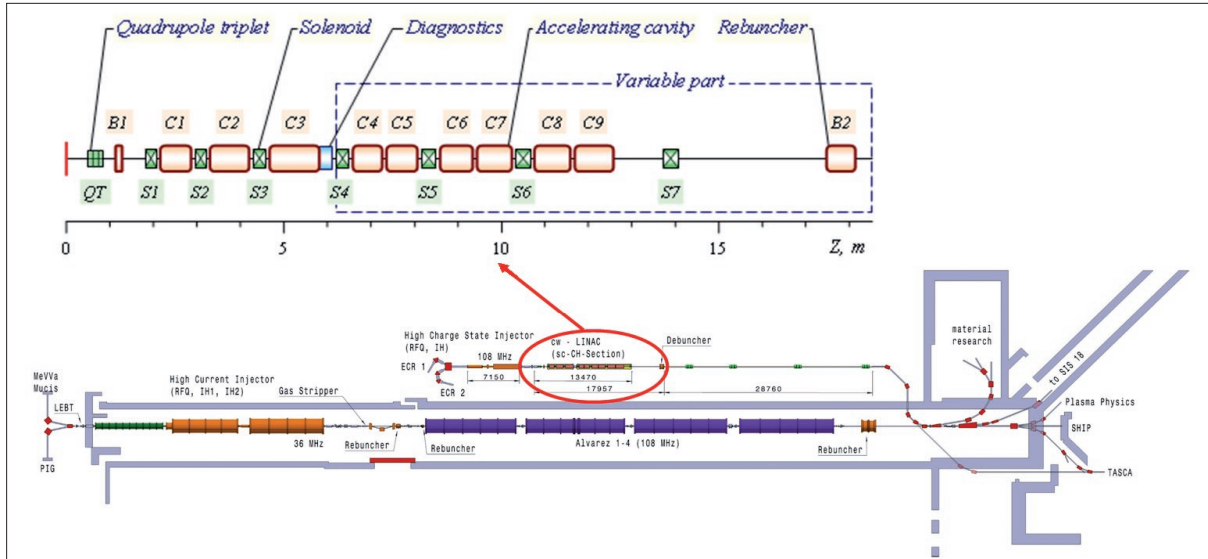 Quadrupole triplet
Solenoid
Diagnostics
Accelerating cavity
Rebuncher
Variable part
B1
C1
C2
C3
C4
C5
C6
C7
C8
C9
B2
QT
S1
S2
S3
S4
S5
S6
S7
0
5
10
15
Z, m
High Charge State Injector
(RFQ, IH)
ECR 1
ECR 2
108 MHz
7150
cw - LINAC
(sc-CH-Section)
13470
17957
Debuncher
28760
material
research
to SIS 18
Plasma Physics
SHIP
TASCA
MeVVa
Mucis
LEBT
PIG
High Current Injector
(RFQ, IH1, IH2)
Gas Stripper
36 MHz
Rebuncher
Rebuncher
Alvarez 1-4 (108 MHz)
Rebuncher